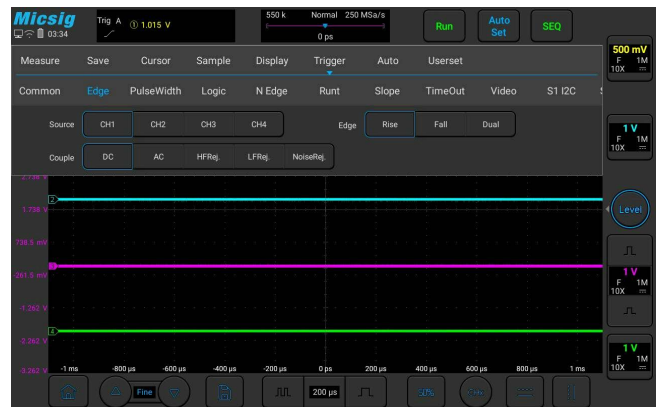 Micsig
03:34
Trig A ① 1.015 V
550 k Normal 250 MSa/s
0 ps
Run
Auto Set
SEQ
Measure Save Cursor Sample Display Trigger Auto Userset
Common Edge PulseWidth Logic N Edge Runt Slope TimeOut Video S1 I2C
Source CH1 CH2 CH3 CH4 Edge Rise Fall Dual
Couple DC AC HFRej. LFRej. NoiseRej.
500 mV
F 1M
10X
1 V
F 1M
10X
Level
1 V
F 1M
10X
1 V
F 1M
10X
2.738 V
2
1.738 V
738.5 mV
-261.5 mV
-1.262 V
4
-2.262 V
-3.262 V
-1 ms -800 µs -600 µs -400 µs -200 µs 0 ps 200 µs 400 µs 600 µs 800 µs 1 ms
Fine 200 µs 50%